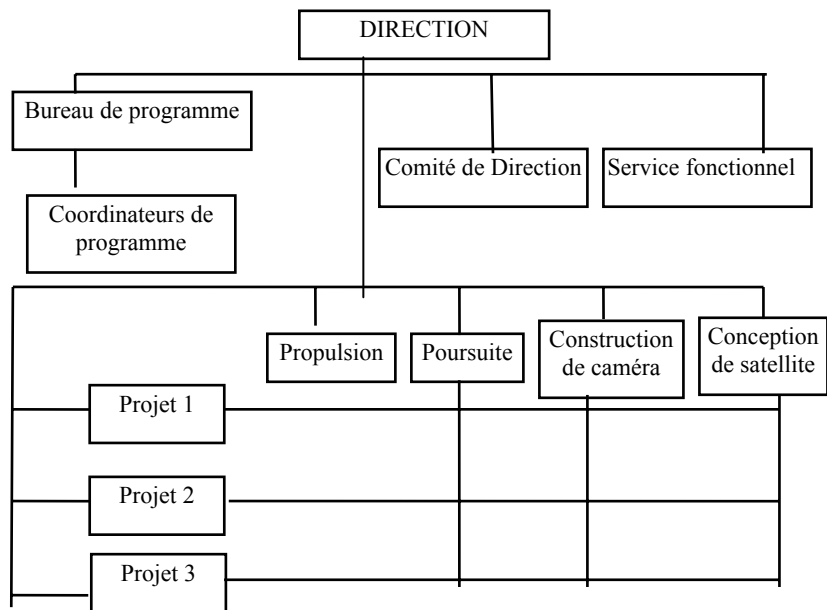 DIRECTION
Bureau de programme
Comité de Direction
Service fonctionnel
Coordinateurs de
programme
Propulsion
Poursuite
Construction
de caméra
Conception
de satellite
Projet 1
Projet 2
Projet 3